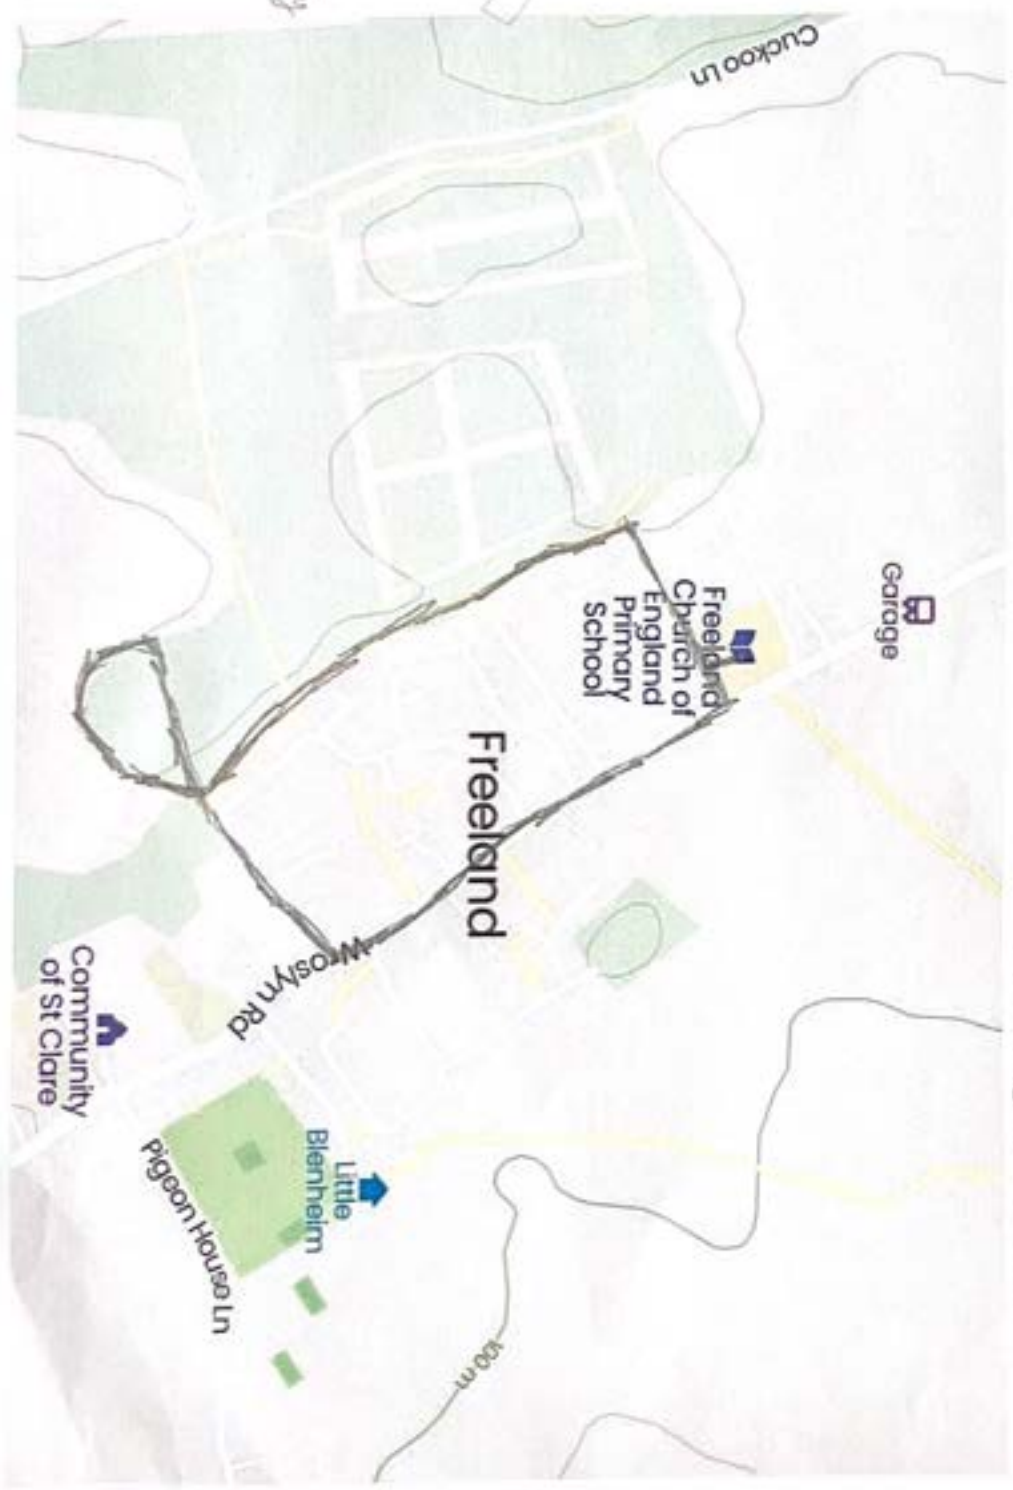 Cuckoo Ln
Garage
Freeland
Church of
England
Primary
School
Freeland
Wroslyn Rd
Community
of St Clare
Little
Blenheim
Pigeon House Ln
100 m